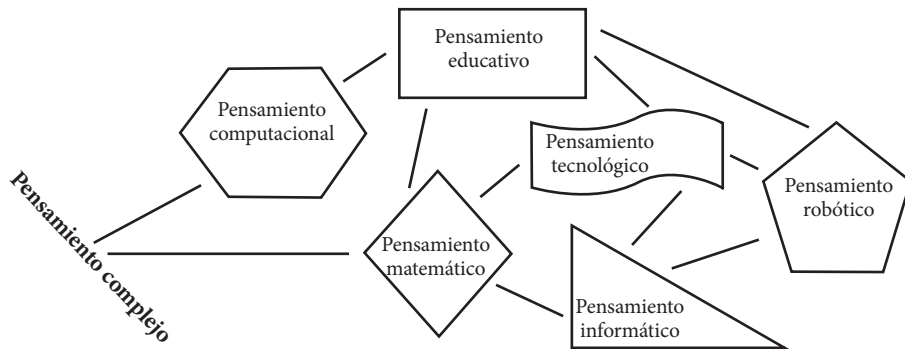 Pensamiento
educativo
Pensamiento
computacional
Pensamiento
tecnológico
Pensamiento
robótico
Pensamiento complejo
Pensamiento
matemático
Pensamiento
informático